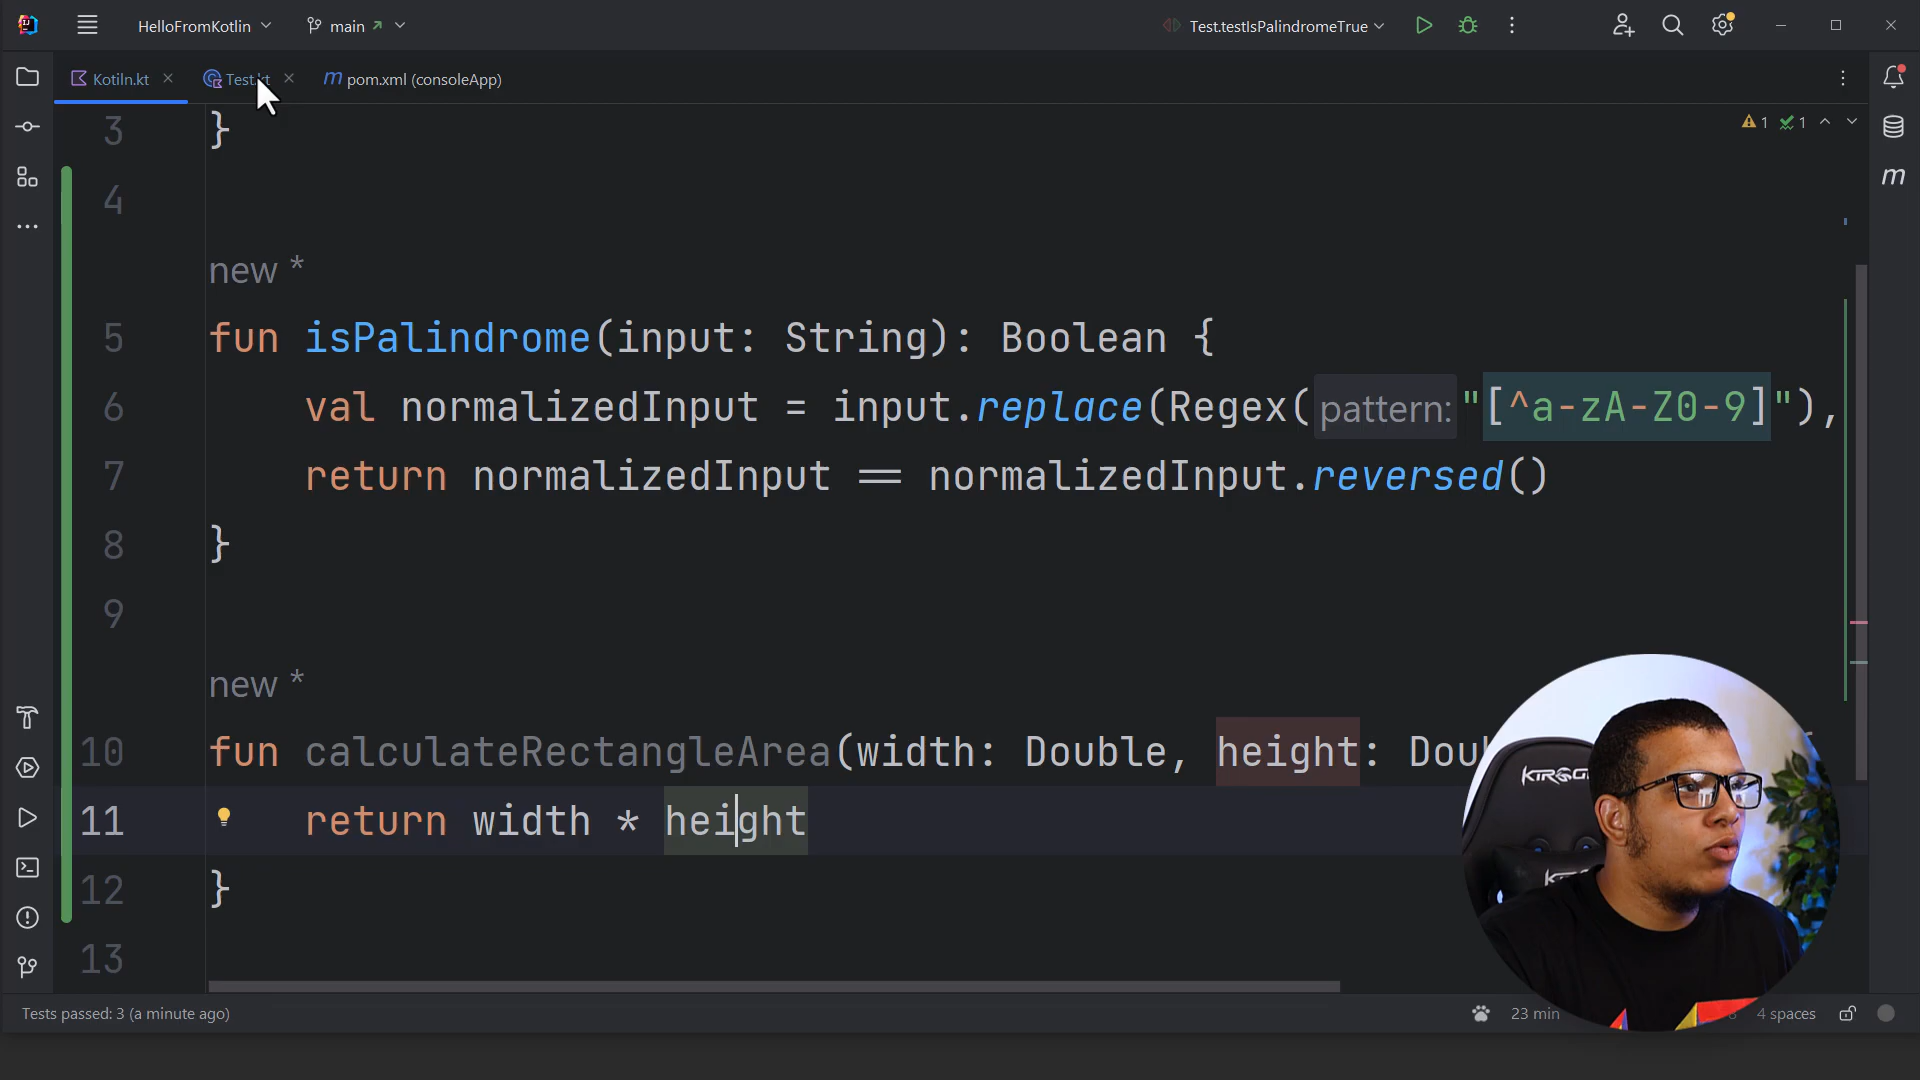 HelloFromKotlin
main
Test.testIsPalindromeTrue
Kotiln.kt
Test.kt
m pom.xml (consoleApp)
3 }
1
1
4
new *
5 fun isPalindrome(input: String): Boolean {
6 val normalizedInput = input.replace(Regex( pattern: "[^a-zA-Z0-9]"),
7 return normalizedInput == normalizedInput.reversed()
8 }
9
new *
10 fun calculateRectangleArea(width: Double, height:
11 return width * height
12 }
13
Tests passed: 3 (a minute ago)
23 min
4 spaces
m